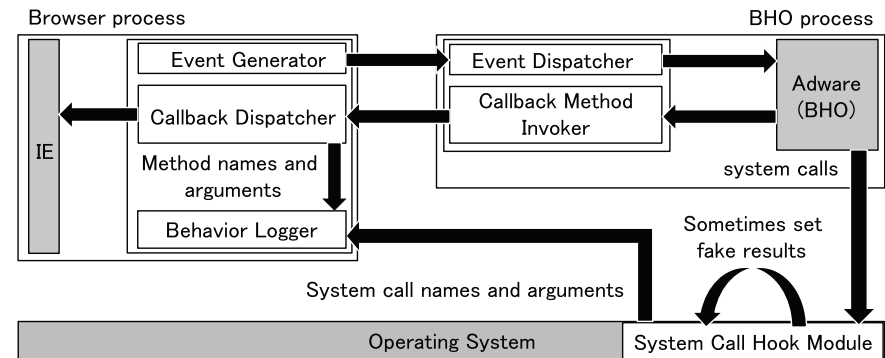 Browser process
BHO process
Event Generator
Event Dispatcher
Adware
(BHO)
Callback Dispatcher
Callback Method
Invoker
IE
Method names and
arguments
system calls
Behavior Logger
Sometimes set
fake results
System call names and arguments
Operating System
System Call Hook Module